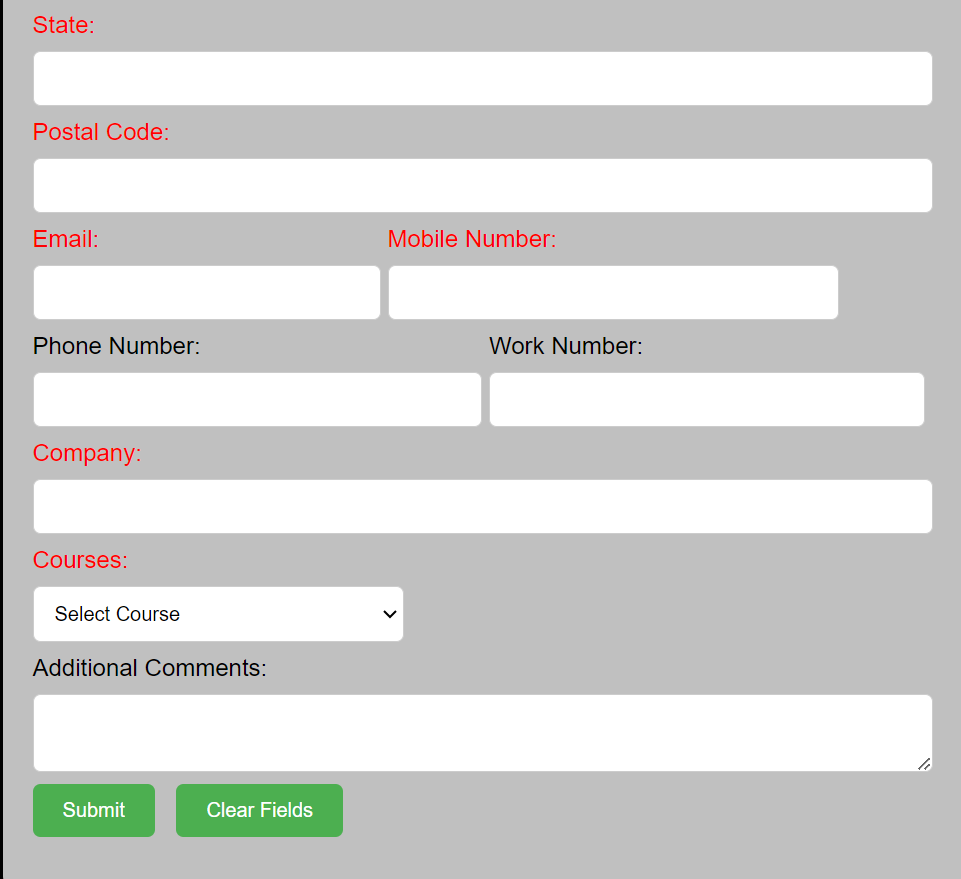 State:
Postal Code:
Email: Mobile Number:
Phone Number: Work Number:
Company:
Courses:
Select Course
Additional Comments:
Submit Clear Fields